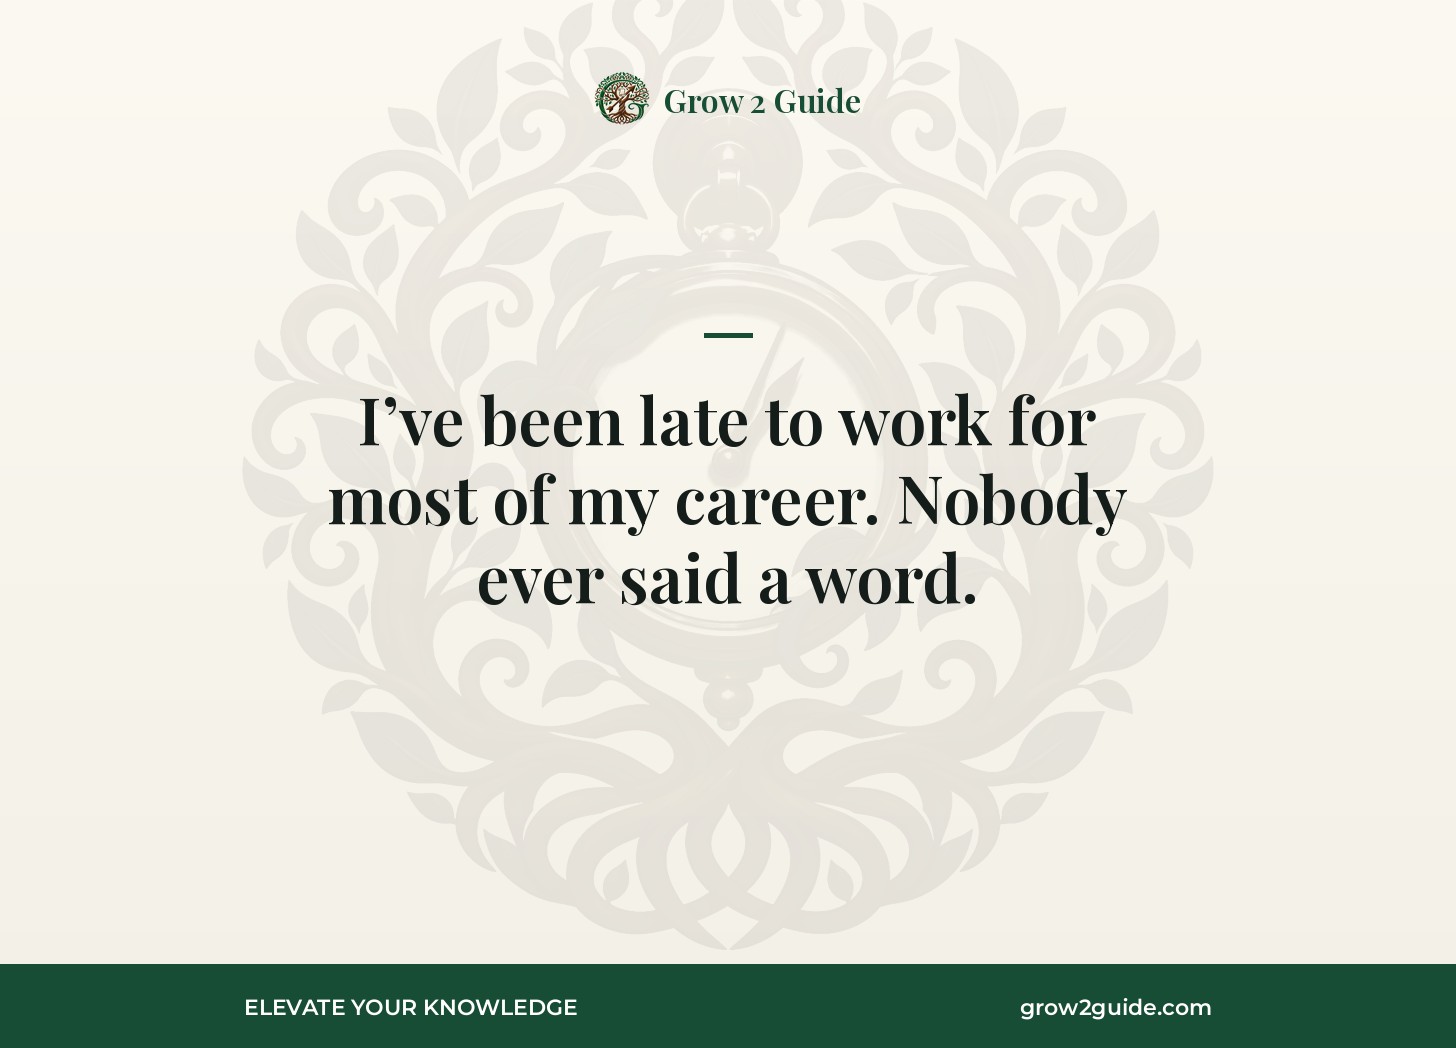 Grow 2 Guide
I’ve been late to work for
most of my career. Nobody
ever said a word.
ELEVATE YOUR KNOWLEDGE
grow2guide.com